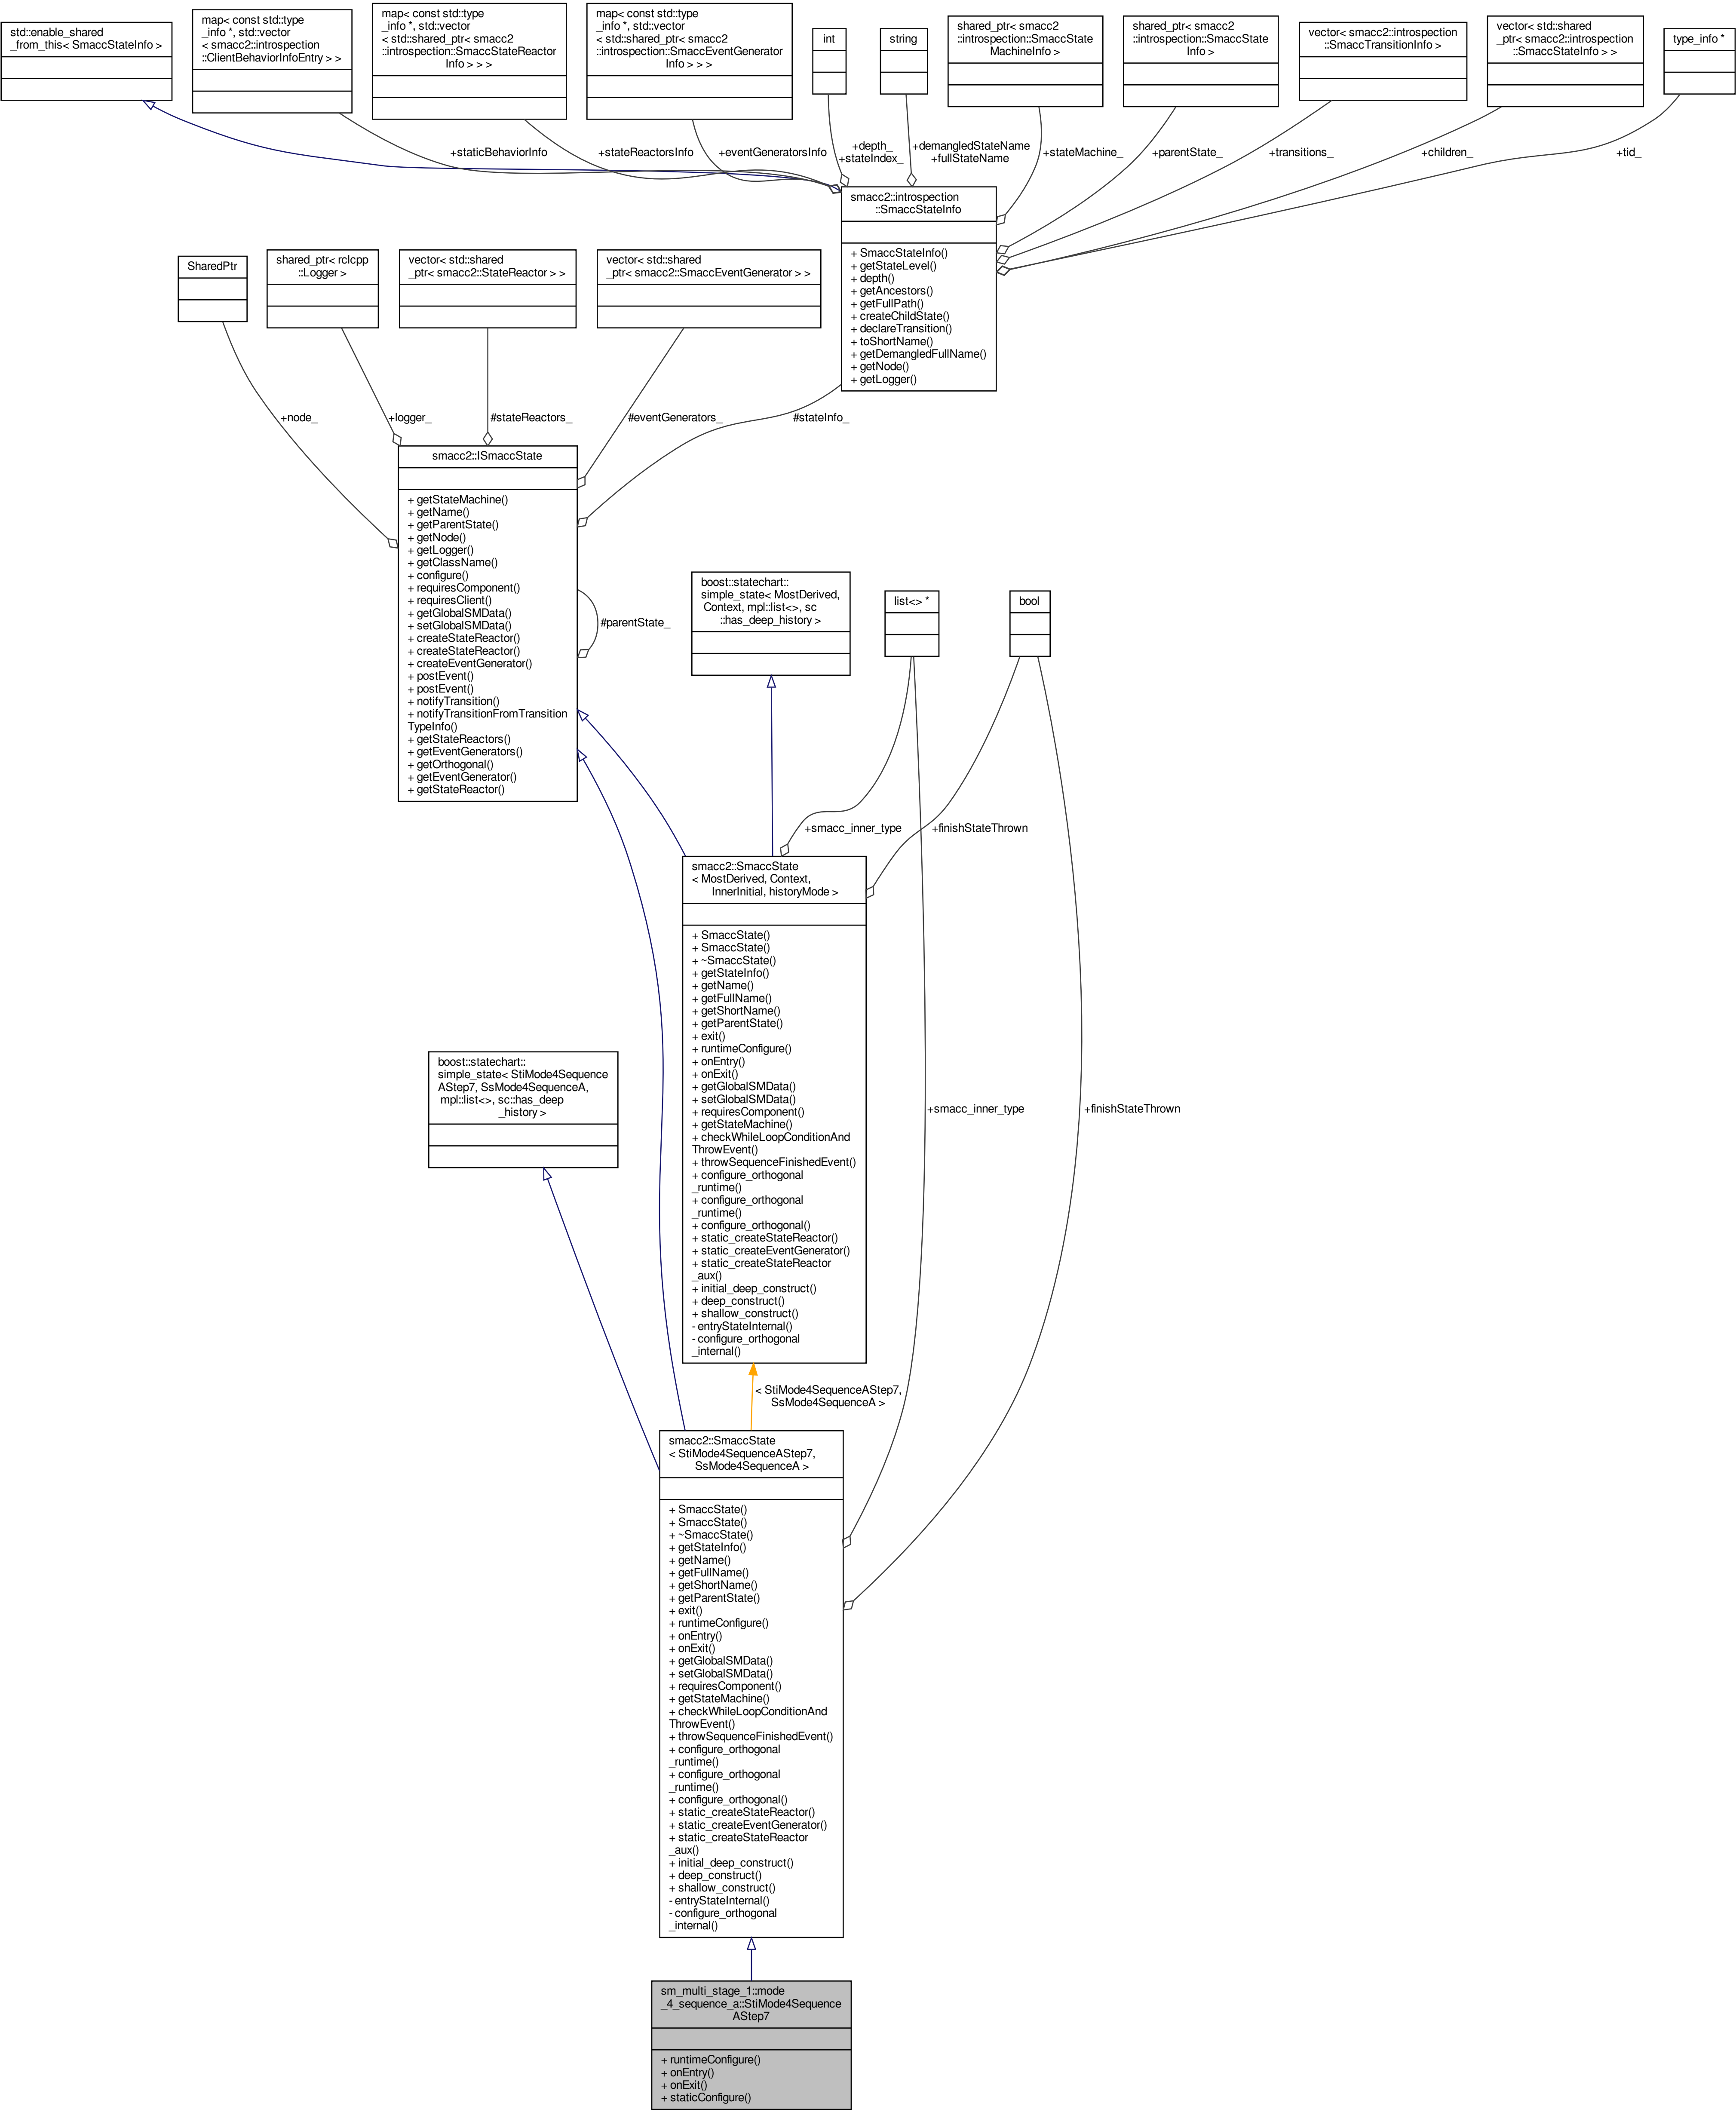 std::enable_shared
_from_this< SmaccStateInfo >
map< const std::type
_info *, std::vector
< smacc2::introspection
::ClientBehaviorInfoEntry > >
map< const std::type
_info *, std::vector
< std::shared_ptr< smacc2
::introspection::SmaccStateReactor
Info > > >
map< const std::type
_info *, std::vector
< std::shared_ptr< smacc2
::introspection::SmaccEventGenerator
Info > > >
int
string
shared_ptr< smacc2
::introspection::SmaccState
MachineInfo >
shared_ptr< smacc2
::introspection::SmaccState
Info >
vector< smacc2::introspection
::SmaccTransitionInfo >
vector< std::shared
_ptr< smacc2::introspection
::SmaccStateInfo > >
type_info *
+staticBehaviorInfo
+stateReactorsInfo
+eventGeneratorsInfo
+depth_
+stateIndex_
+demangledStateName
+fullStateName
+stateMachine_
+parentState_
+transitions_
+children_
+tid_
smacc2::introspection
::SmaccStateInfo
+ SmaccStateInfo()
+ getStateLevel()
+ depth()
+ getAncestors()
+ getFullPath()
+ createChildState()
+ declareTransition()
+ toShortName()
+ getDemangledFullName()
+ getNode()
+ getLogger()
SharedPtr
shared_ptr< rclcpp
::Logger >
vector< std::shared
_ptr< smacc2::StateReactor > >
vector< std::shared
_ptr< smacc2::SmaccEventGenerator > >
+node_
+logger_
#stateReactors_
#eventGenerators_
#stateInfo_
smacc2::ISmaccState
+ getStateMachine()
+ getName()
+ getParentState()
+ getNode()
+ getLogger()
+ getClassName()
+ configure()
+ requiresComponent()
+ requiresClient()
+ getGlobalSMData()
+ setGlobalSMData()
+ createStateReactor()
+ createStateReactor()
+ createEventGenerator()
+ postEvent()
+ postEvent()
+ notifyTransition()
+ notifyTransitionFromTransition
TypeInfo()
+ getStateReactors()
+ getEventGenerators()
+ getOrthogonal()
+ getEventGenerator()
+ getStateReactor()
#parentState_
boost::statechart::
simple_state< MostDerived,
Context, mpl::list<>, sc
::has_deep_history >
list<> *
bool
+smacc_inner_type
+finishStateThrown
smacc2::SmaccState
< MostDerived, Context,
InnerInitial, historyMode >
+ SmaccState()
+ SmaccState()
+ ~SmaccState()
+ getStateInfo()
+ getName()
+ getFullName()
+ getShortName()
+ getParentState()
+ exit()
+ runtimeConfigure()
+ onEntry()
+ onExit()
+ getGlobalSMData()
+ setGlobalSMData()
+ requiresComponent()
+ getStateMachine()
+ checkWhileLoopConditionAnd
ThrowEvent()
+ throwSequenceFinishedEvent()
+ configure_orthogonal
_runtime()
+ configure_orthogonal
_runtime()
+ configure_orthogonal()
+ static_createStateReactor()
+ static_createEventGenerator()
+ static_createStateReactor
_aux()
+ initial_deep_construct()
+ deep_construct()
+ shallow_construct()
- entryStateInternal()
- configure_orthogonal
_internal()
boost::statechart::
simple_state< StiMode4Sequence
AStep7, SsMode4SequenceA,
mpl::list<>, sc::has_deep
_history >
+smacc_inner_type
+finishStateThrown
< StiMode4SequenceAStep7,
SsMode4SequenceA >
smacc2::SmaccState
< StiMode4SequenceAStep7,
SsMode4SequenceA >
+ SmaccState()
+ SmaccState()
+ ~SmaccState()
+ getStateInfo()
+ getName()
+ getFullName()
+ getShortName()
+ getParentState()
+ exit()
+ runtimeConfigure()
+ onEntry()
+ onExit()
+ getGlobalSMData()
+ setGlobalSMData()
+ requiresComponent()
+ getStateMachine()
+ checkWhileLoopConditionAnd
ThrowEvent()
+ throwSequenceFinishedEvent()
+ configure_orthogonal
_runtime()
+ configure_orthogonal
_runtime()
+ configure_orthogonal()
+ static_createStateReactor()
+ static_createEventGenerator()
+ static_createStateReactor
_aux()
+ initial_deep_construct()
+ deep_construct()
+ shallow_construct()
- entryStateInternal()
- configure_orthogonal
_internal()
sm_multi_stage_1::mode
_4_sequence_a::StiMode4Sequence
AStep7
+ runtimeConfigure()
+ onEntry()
+ onExit()
+ staticConfigure()